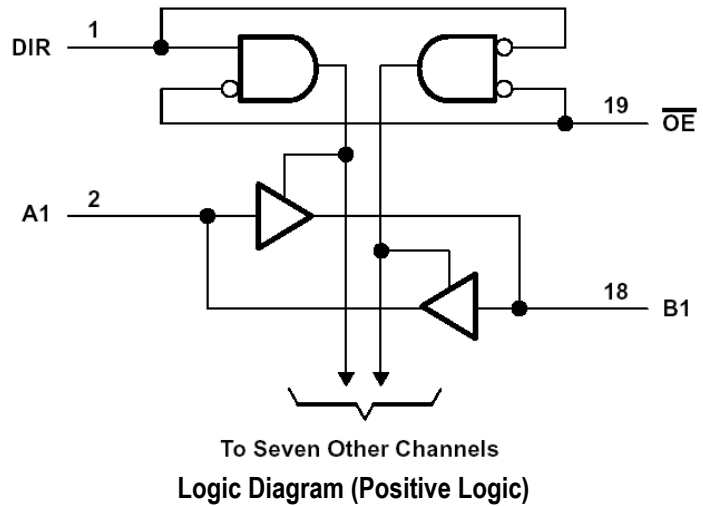 DIR 1
19 OE
A1 2
18 B1
To Seven Other Channels
Logic Diagram (Positive Logic)